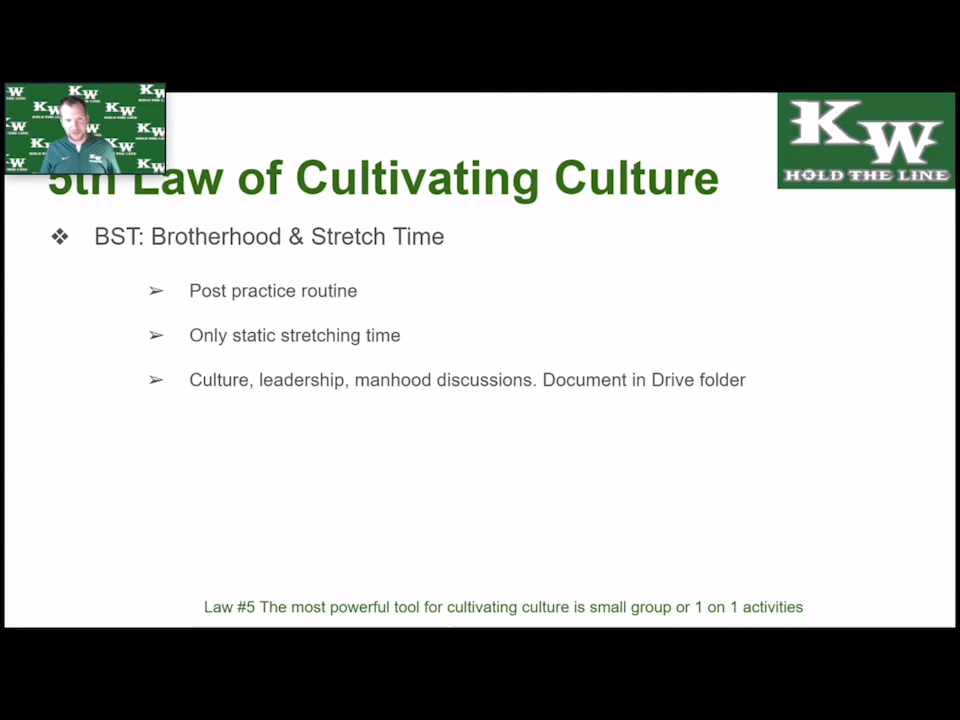 5th Law of Cultivating Culture
KW
HOLD THE LINE
❖ BST: Brotherhood & Stretch Time
➢ Post practice routine
➢ Only static stretching time
➢ Culture, leadership, manhood discussions. Document in Drive folder
Law #5 The most powerful tool for cultivating culture is small group or 1 on 1 activities